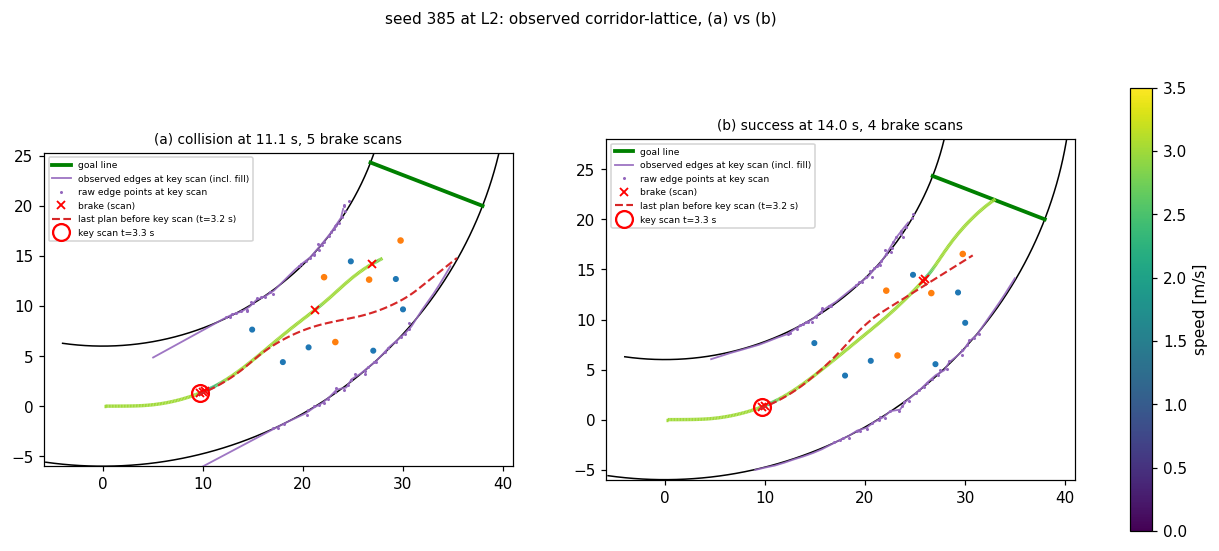 seed 385 at L2: observed corridor-lattice, (a) vs (b)
(a) collision at 11.1 s, 5 brake scans
goal line
observed edges at key scan (incl. fill)
raw edge points at key scan
brake (scan)
last plan before key scan (t=3.2 s)
key scan t=3.3 s
25
20
15
10
5
0
−5
0
10
20
30
40
(b) success at 14.0 s, 4 brake scans
goal line
observed edges at key scan (incl. fill)
raw edge points at key scan
brake (scan)
last plan before key scan (t=3.2 s)
key scan t=3.3 s
25
20
15
10
5
0
−5
0
10
20
30
40
3.5
3.0
2.5
2.0
1.5
1.0
0.5
0.0
speed [m/s]